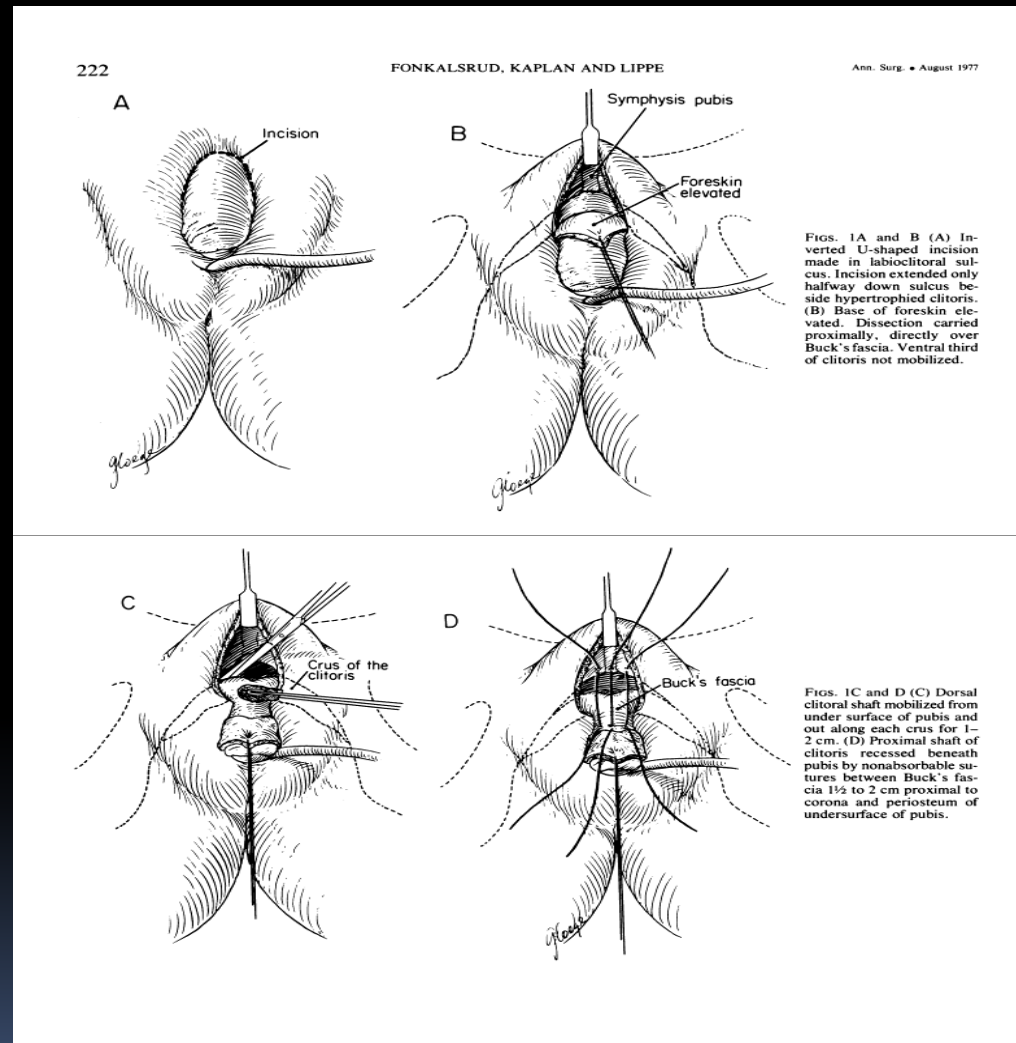 222
FONKALSRUD, KAPLAN AND LIPPE
Ann. Surg. • August 1977
A
Incision
gloege
B
Symphysis pubis
Foreskin
elevated
gloege
FIGS. 1A and B (A) In-
verted U-shaped incision
made in labioclitoral sul-
cus. Incision extended only
halfway down sulcus be-
side hypertrophied clitoris.
(B) Base of foreskin ele-
vated. Dissection carried
proximally, directly over
Buck's fascia. Ventral third
of clitoris not mobilized.
C
Crus of the
clitoris
D
Buck's fascia
gloege
FIGS. 1C and D (C) Dorsal
clitoral shaft mobilized from
under surface of pubis and
out along each crus for 1–
2 cm. (D) Proximal shaft of
clitoris recessed beneath
pubis by nonabsorbable su-
tures between Buck's fas-
cia 1½ to 2 cm proximal to
corona and periosteum of
undersurface of pubis.